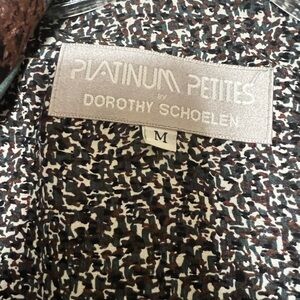 PLATINUM PETITES
BY
DOROTHY SCHOELEN
M